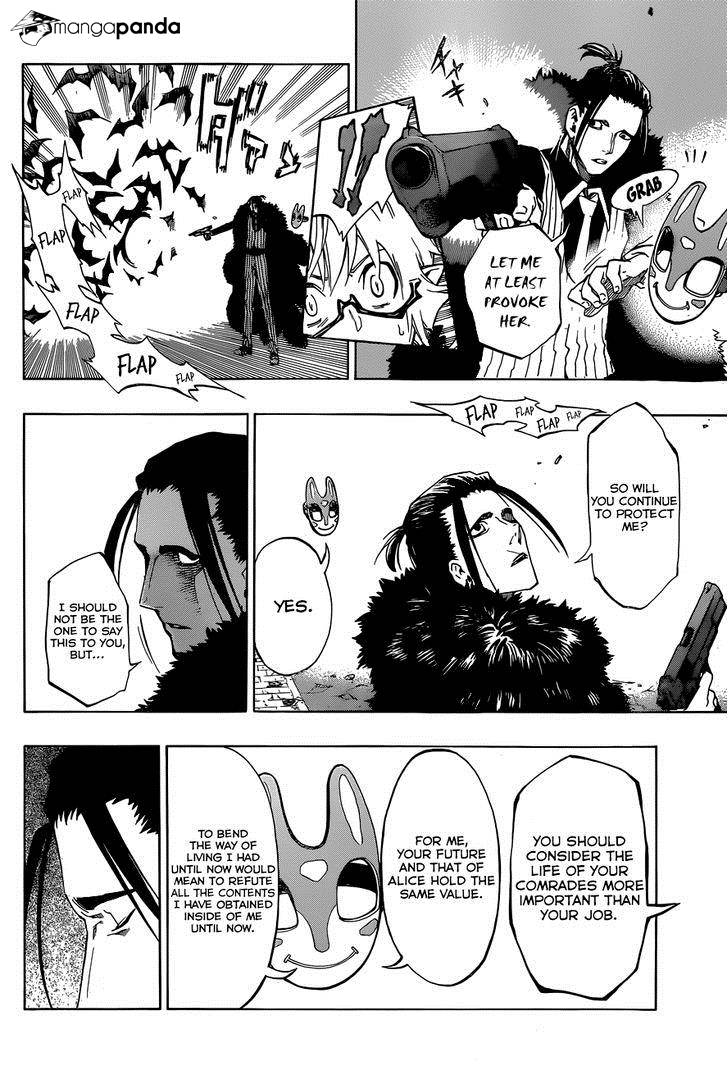 mangapanda
GRAB
LET ME
AT LEAST
PROVOKE
HER.
FLAP
FLAP
FLAP
FLAP
FLAP
FLAP
FLAP
FLAP
FLAP
FLAP
SO WILL
YOU CONTINUE
TO PROTECT
ME?
YES.
I SHOULD
NOT BE THE
ONE TO SAY
THIS TO YOU,
BUT...
YOU SHOULD
CONSIDER THE
LIFE OF YOUR
COMRADES MORE
IMPORTANT THAN
YOUR JOB.
FOR ME,
YOUR FUTURE
AND THAT OF
ALICE HOLD THE
SAME VALUE.
TO BEND
THE WAY OF
LIVING I HAD
UNTIL NOW WOULD
MEAN TO REFUTE
ALL THE CONTENTS
I HAVE OBTAINED
INSIDE OF ME
UNTIL NOW.